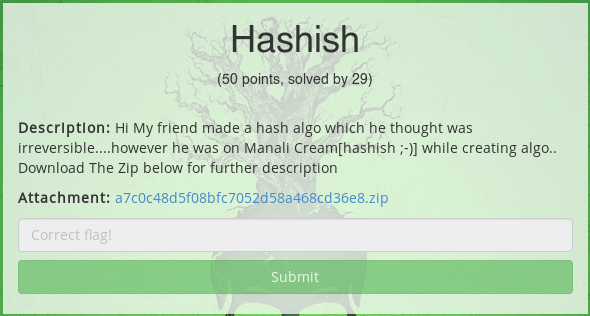 Hashish
(50 points, solved by 29)
Description: Hi My friend made a hash algo which he thought was
irreversible....however he was on Manali Cream[hashish ;-)] while creating algo..
Download The Zip below for further description
Attachment: a7c0c48d5f08bfc7052d58a468cd36e8.zip
Correct flag!
Submit